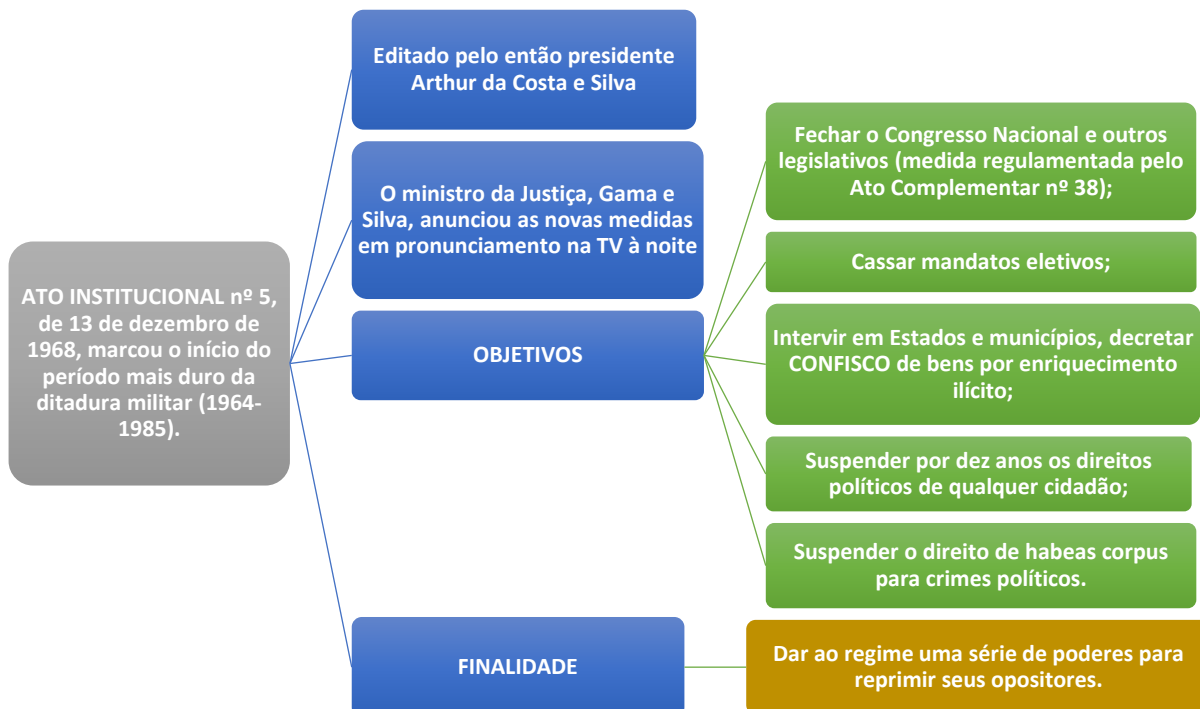 ATO INSTITUCIONAL nº 5,
de 13 de dezembro de
1968, marcou o início do
período mais duro da
ditadura militar (1964-
1985).
Editado pelo então presidente
Arthur da Costa e Silva
O ministro da Justiça, Gama e
Silva, anunciou as novas medidas
em pronunciamento na TV à noite
OBJETIVOS
Fechar o Congresso Nacional e outros
legislativos (medida regulamentada pelo
Ato Complementar nº 38);
Cassar mandatos eletivos;
Intervir em Estados e municípios, decretar
CONFISCO de bens por enriquecimento
ilícito;
Suspender por dez anos os direitos
políticos de qualquer cidadão;
Suspender o direito de habeas corpus
para crimes políticos.
FINALIDADE
Dar ao regime uma série de poderes para
reprimir seus opositores.